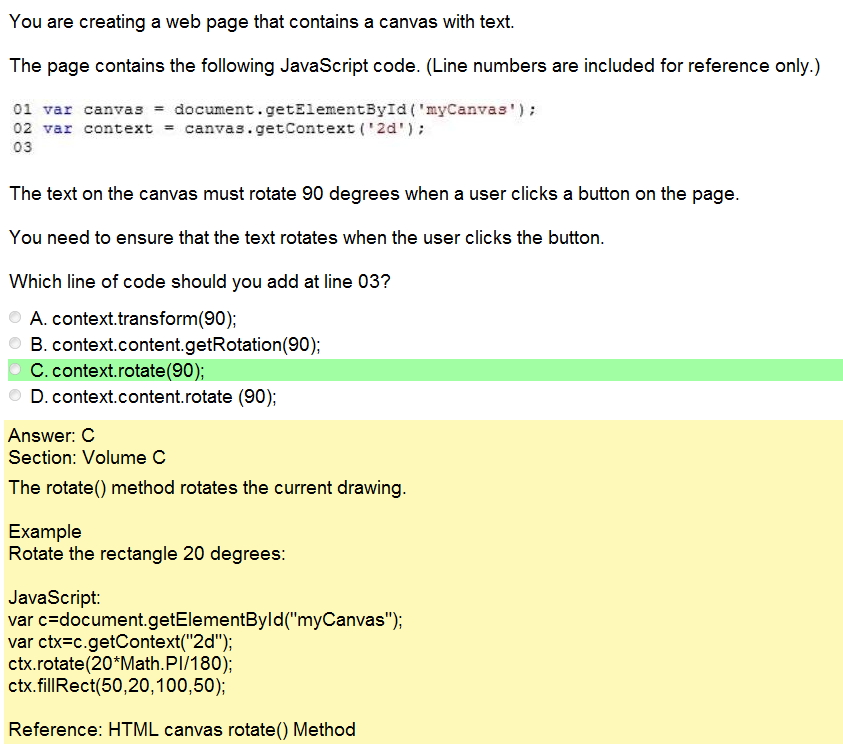 You are creating a web page that contains a canvas with text.
The page contains the following JavaScript code. (Line numbers are included for reference only.)
01 var canvas = document.getElementById('myCanvas');
02 var context = canvas.getContext('2d');
03
The text on the canvas must rotate 90 degrees when a user clicks a button on the page.
You need to ensure that the text rotates when the user clicks the button.
Which line of code should you add at line 03?
A. context.transform(90);
B. context.content.getRotation(90);
C. context.rotate(90);
D. context.content.rotate (90);
Answer: C
Section: Volume C
The rotate() method rotates the current drawing.
Example
Rotate the rectangle 20 degrees:
JavaScript:
var c=document.getElementById("myCanvas");
var ctx=c.getContext("2d");
ctx.rotate(20*Math.PI/180);
ctx.fillRect(50,20,100,50);
Reference: HTML canvas rotate() Method